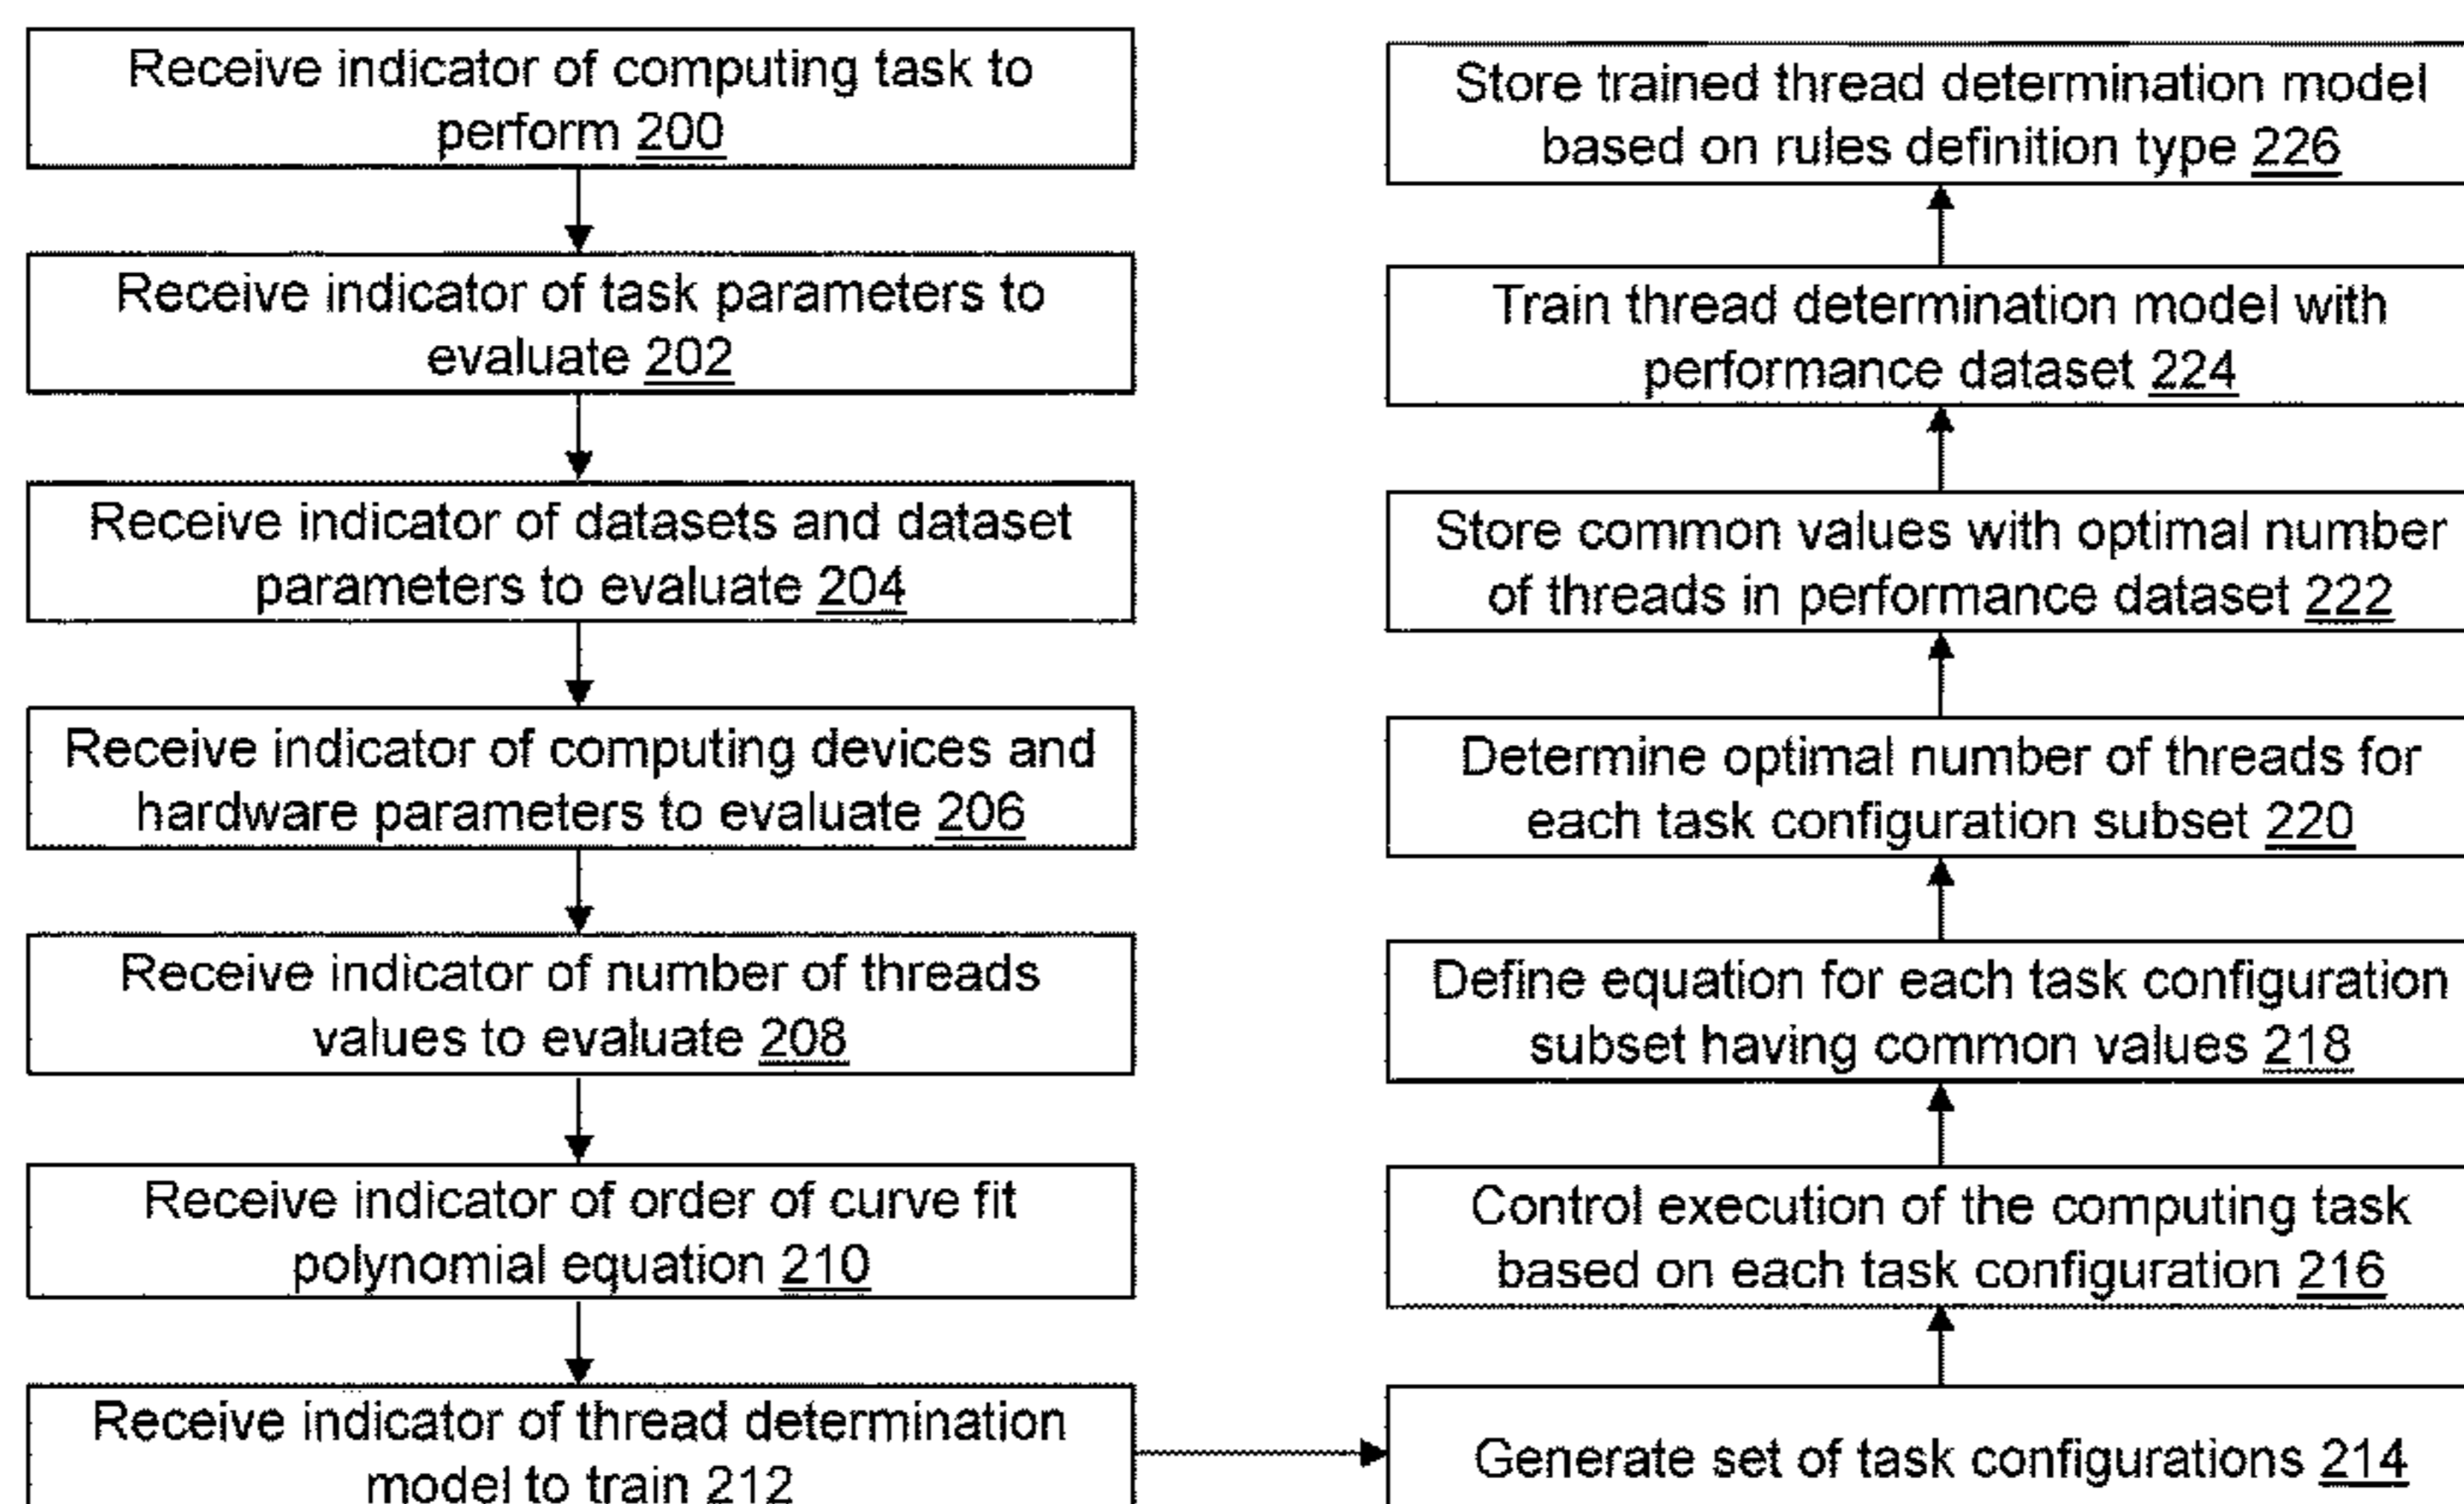 Receive indicator of computing task to
perform 200
Receive indicator of task parameters to
evaluate 202
Receive indicator of datasets and dataset
parameters to evaluate 204
Receive indicator of computing devices and
hardware parameters to evaluate 206
Receive indicator of number of threads
values to evaluate 208
Receive indicator of order of curve fit
polynomial equation 210
Receive indicator of thread determination
model to train 212
Generate set of task configurations 214
Control execution of the computing task
based on each task configuration 216
Define equation for each task configuration
subset having common values 218
Determine optimal number of threads for
each task configuration subset 220
Store common values with optimal number
of threads in performance dataset 222
Train thread determination model with
performance dataset 224
Store trained thread determination model
based on rules definition type 226